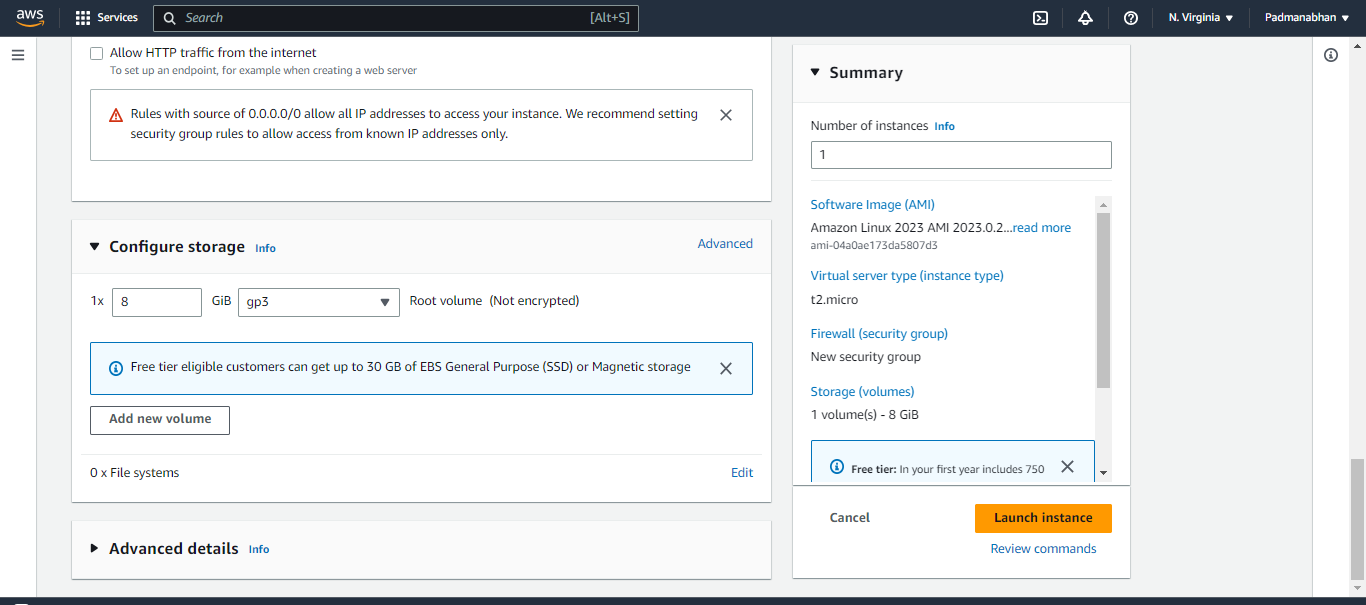 aws
Services
Search
[Alt+S]
N. Virginia
Padmanabhan
Allow HTTP traffic from the internet
To set up an endpoint, for example when creating a web server
Rules with source of 0.0.0.0/0 allow all IP addresses to access your instance. We recommend setting
security group rules to allow access from known IP addresses only.
Configure storage Info
Advanced
1x 8 GiB gp3 Root volume (Not encrypted)
Free tier eligible customers can get up to 30 GB of EBS General Purpose (SSD) or Magnetic storage
Add new volume
0 x File systems
Edit
Advanced details Info
Summary
Number of instances Info
1
Software Image (AMI)
Amazon Linux 2023 AMI 2023.0.2...read more
ami-04a0ae173da5807d3
Virtual server type (instance type)
t2.micro
Firewall (security group)
New security group
Storage (volumes)
1 volume(s) - 8 GiB
Free tier: In your first year includes 750
Cancel
Launch instance
Review commands